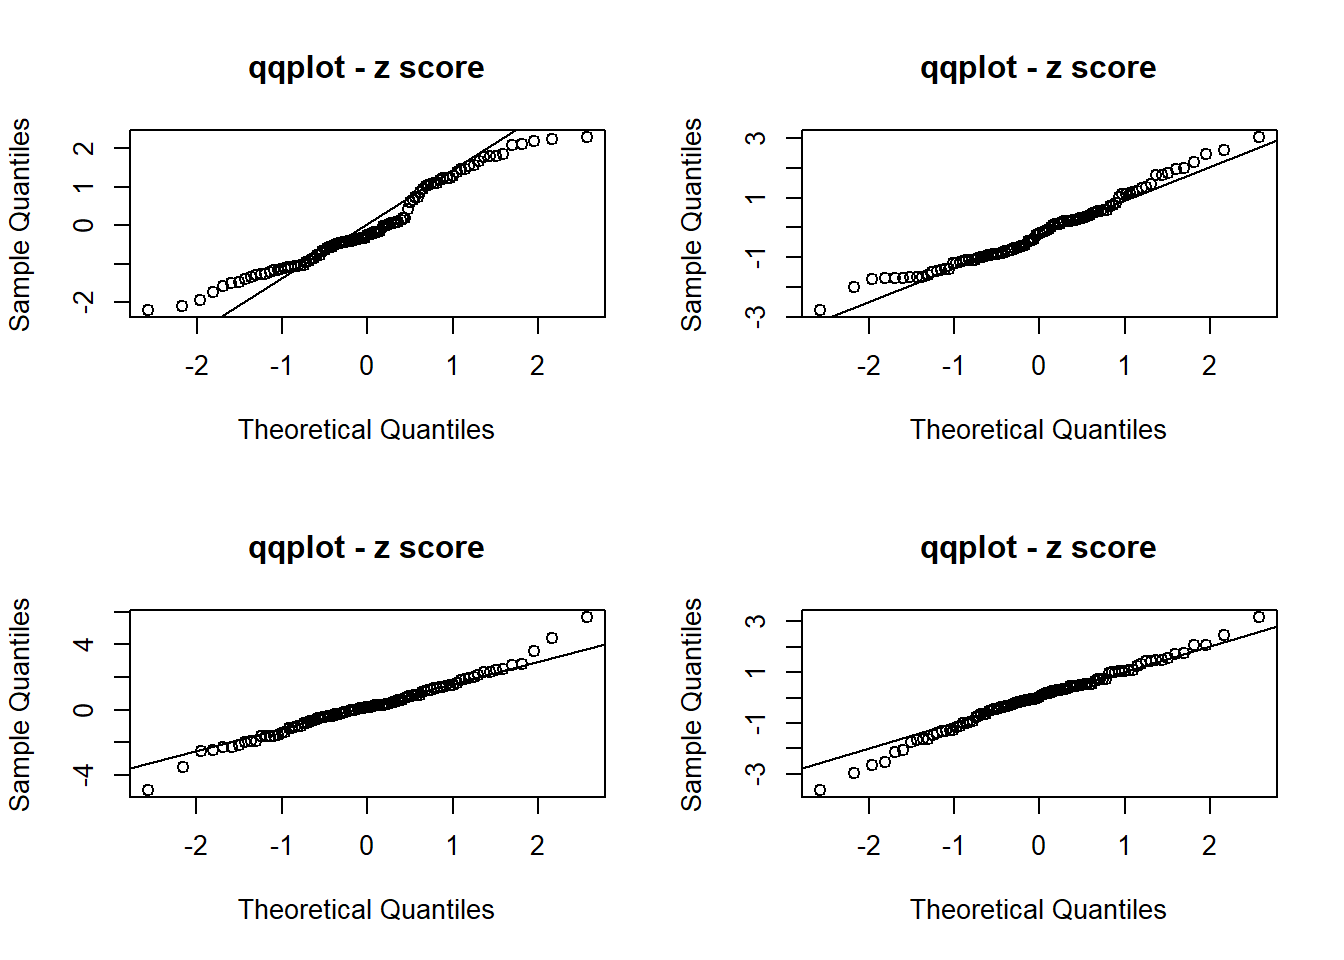 qqplot - z score
Sample Quantiles
2
1
0
-2
-2 -1 0 1 2
Theoretical Quantiles
qqplot - z score
Sample Quantiles
3
1
-1
-3
-2 -1 0 1 2
Theoretical Quantiles
qqplot - z score
Sample Quantiles
4
0
-4
-2 -1 0 1 2
Theoretical Quantiles
qqplot - z score
Sample Quantiles
3
1
-1
-3
-2 -1 0 1 2
Theoretical Quantiles